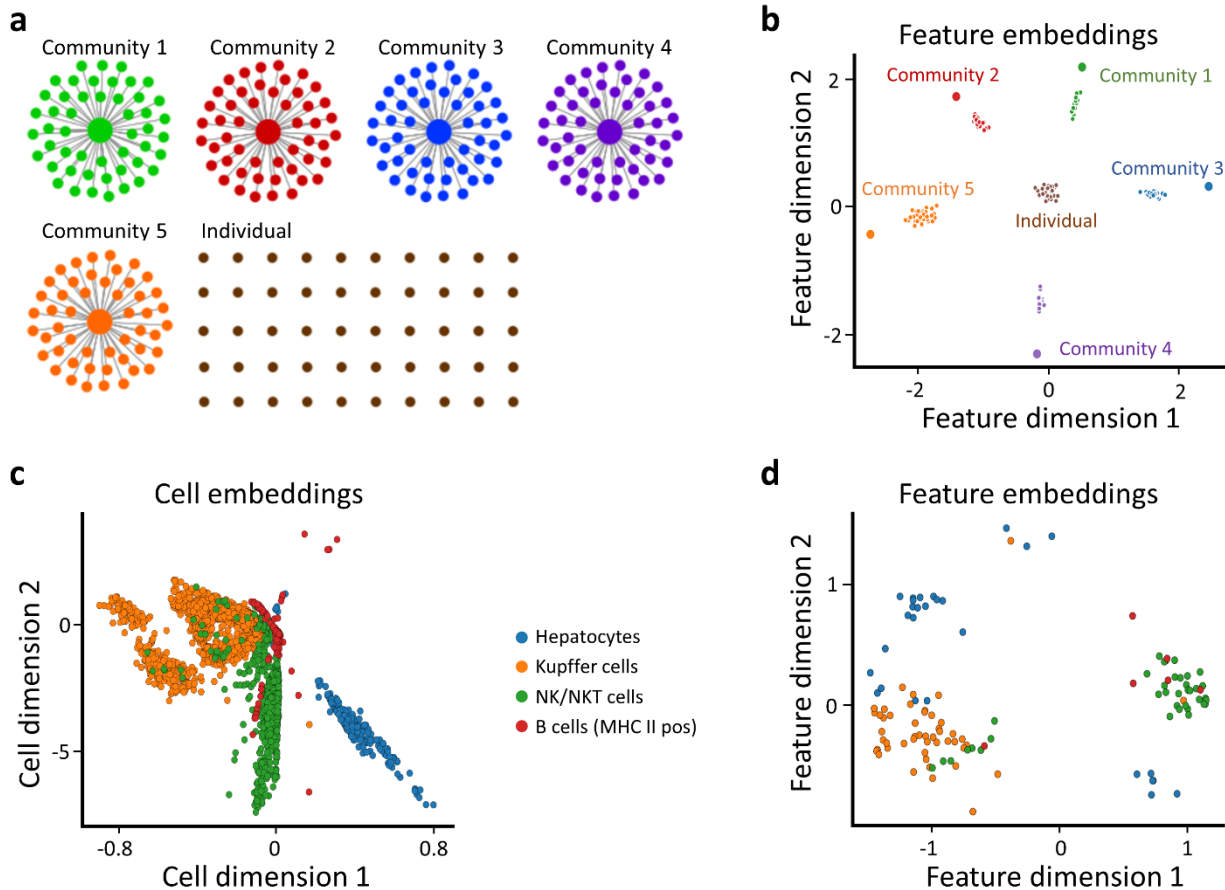 a
Community 1
Community 2
Community 3
Community 4
Community 5
Individual
b
Feature embeddings
Community 2
Community 1
Community 3
Community 5
Individual
Community 4
2
0
-2
-2
0
2
Feature dimension 2
Feature dimension 1
c
Cell embeddings
0
-5
-0.8
0
0.8
Cell dimension 2
Cell dimension 1
Hepatocytes
Kupffer cells
NK/NKT cells
B cells (MHC II pos)
d
Feature embeddings
1
0
-1
0
1
Feature dimension 2
Feature dimension 1